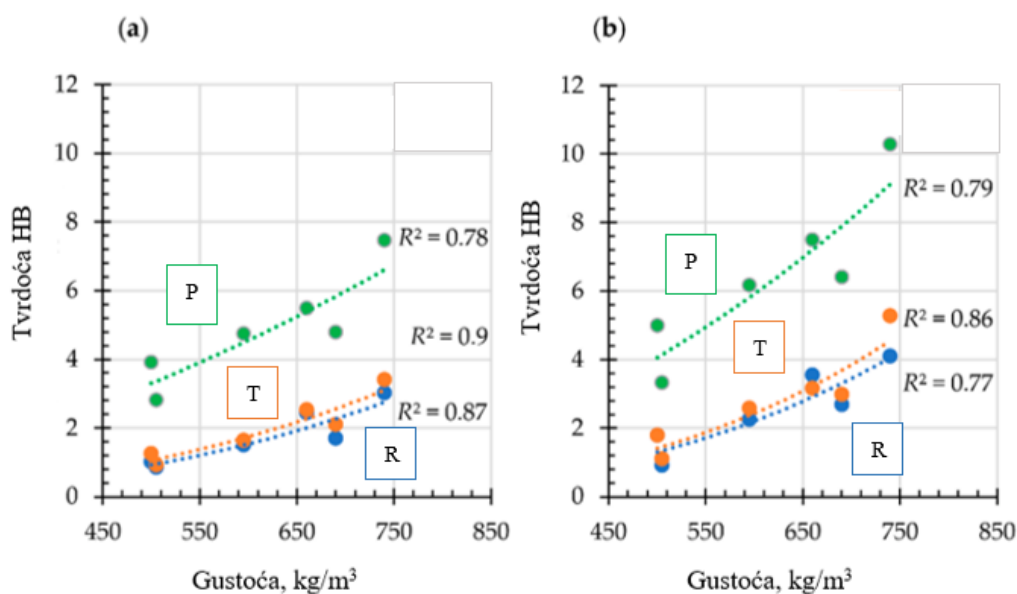 (a)
12
10
8
6
4
2
0
Tvrdoća HB
P
T
R
R² = 0.78
R² = 0.9
R² = 0.87
450 550 650 750 850
Gustoća, kg/m³
(b)
12
10
8
6
4
2
0
Tvrdoća HB
P
T
R
R² = 0.79
R² = 0.86
R² = 0.77
450 550 650 750 850
Gustoća, kg/m³